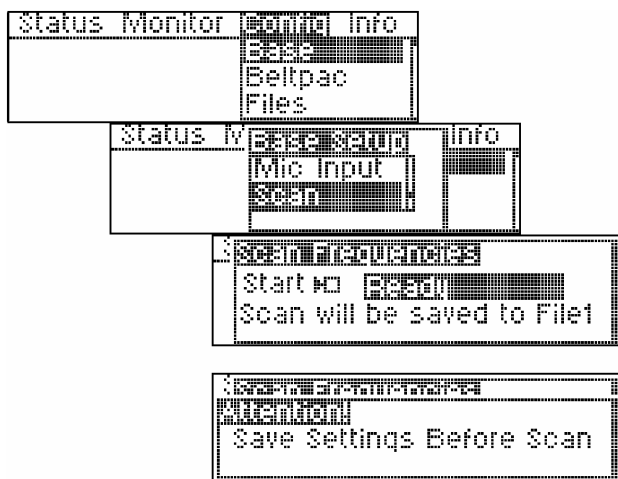 Status Monitor Config Info
Base
Beltpac
Files
Status M Info
Base Setup
Mic Input
Scan
Scan Frequencies
Start Ready
Scan will be saved to File1
Attention!
Save Settings Before Scan